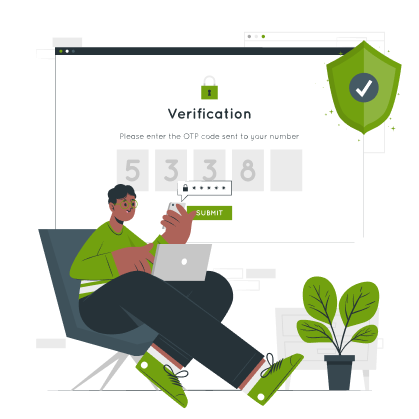 Verification
Please enter the OTP code sent to your number
5 3 3 8
* * * * * *
SUBMIT